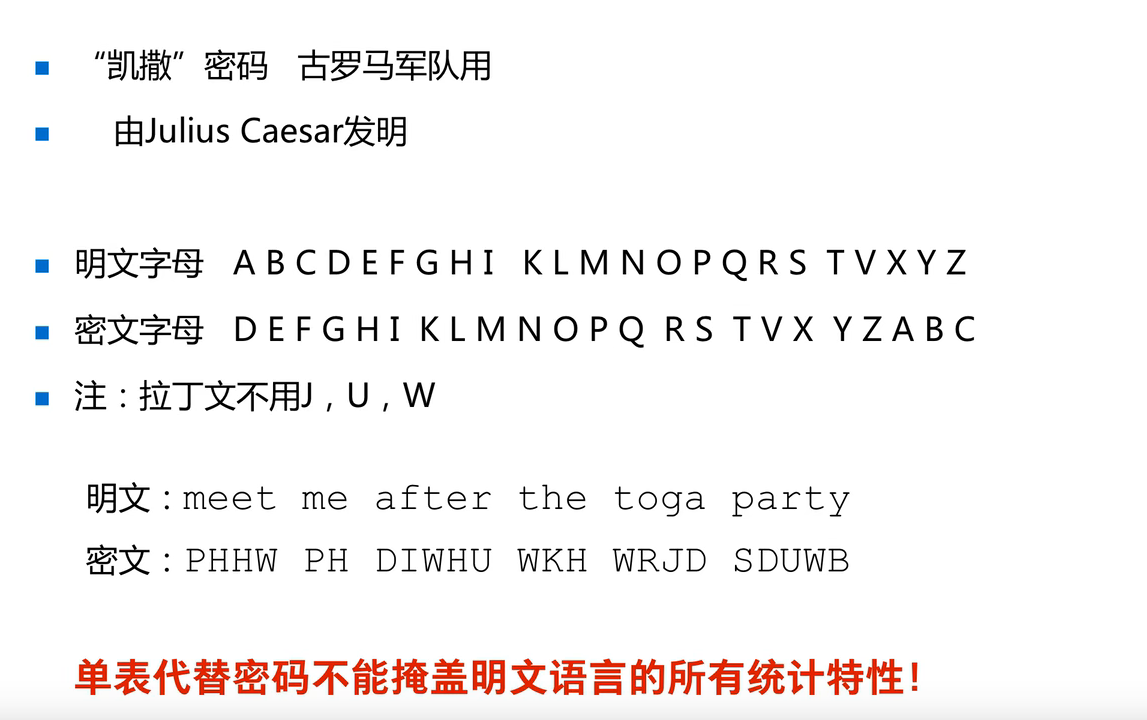 “凯撒”密码 古罗马军队用
由Julius Caesar发明
明文字母 A B C D E F G H I K L M N O P Q R S T V X Y Z
密文字母 D E F G H I K L M N O P Q R S T V X Y Z A B C
注：拉丁文不用J，U，W
明文：meet me after the toga party
密文：PHHW PH DIWHU WKH WRJD SDUWB
单表代替密码不能掩盖明文语言的所有统计特性！